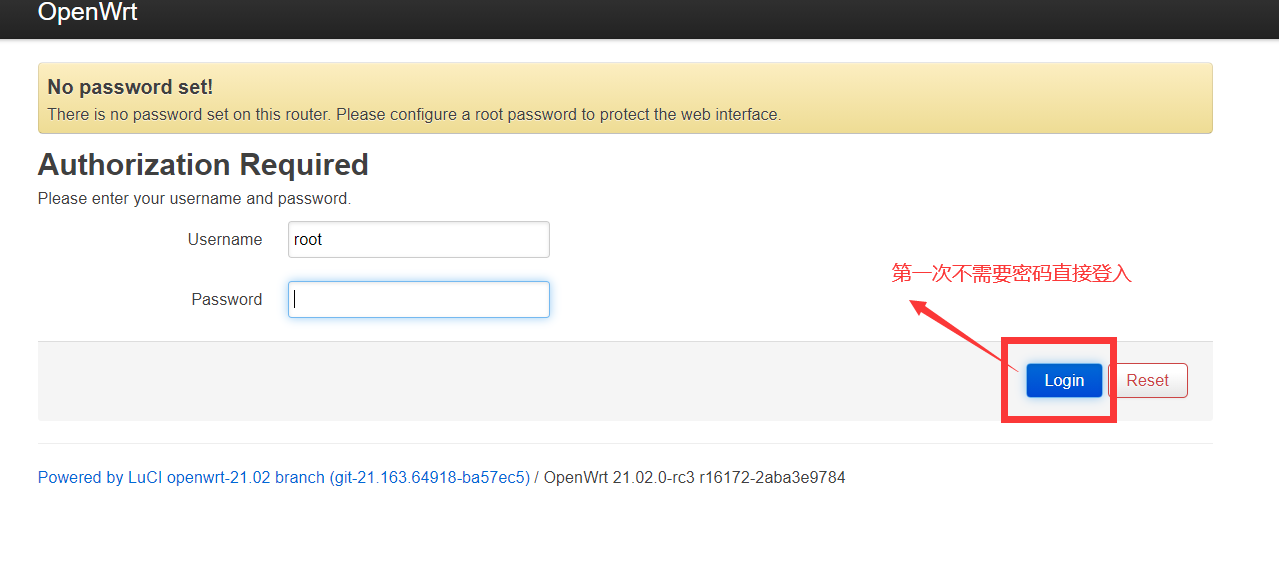 OpenWrt
No password set!
There is no password set on this router. Please configure a root password to protect the web interface.
Authorization Required
Please enter your username and password.
Username root
第一次不需要密码直接登入
Password
Login Reset
Powered by LuCI openwrt-21.02 branch (git-21.163.64918-ba57ec5) / OpenWrt 21.02.0-rc3 r16172-2aba3e9784